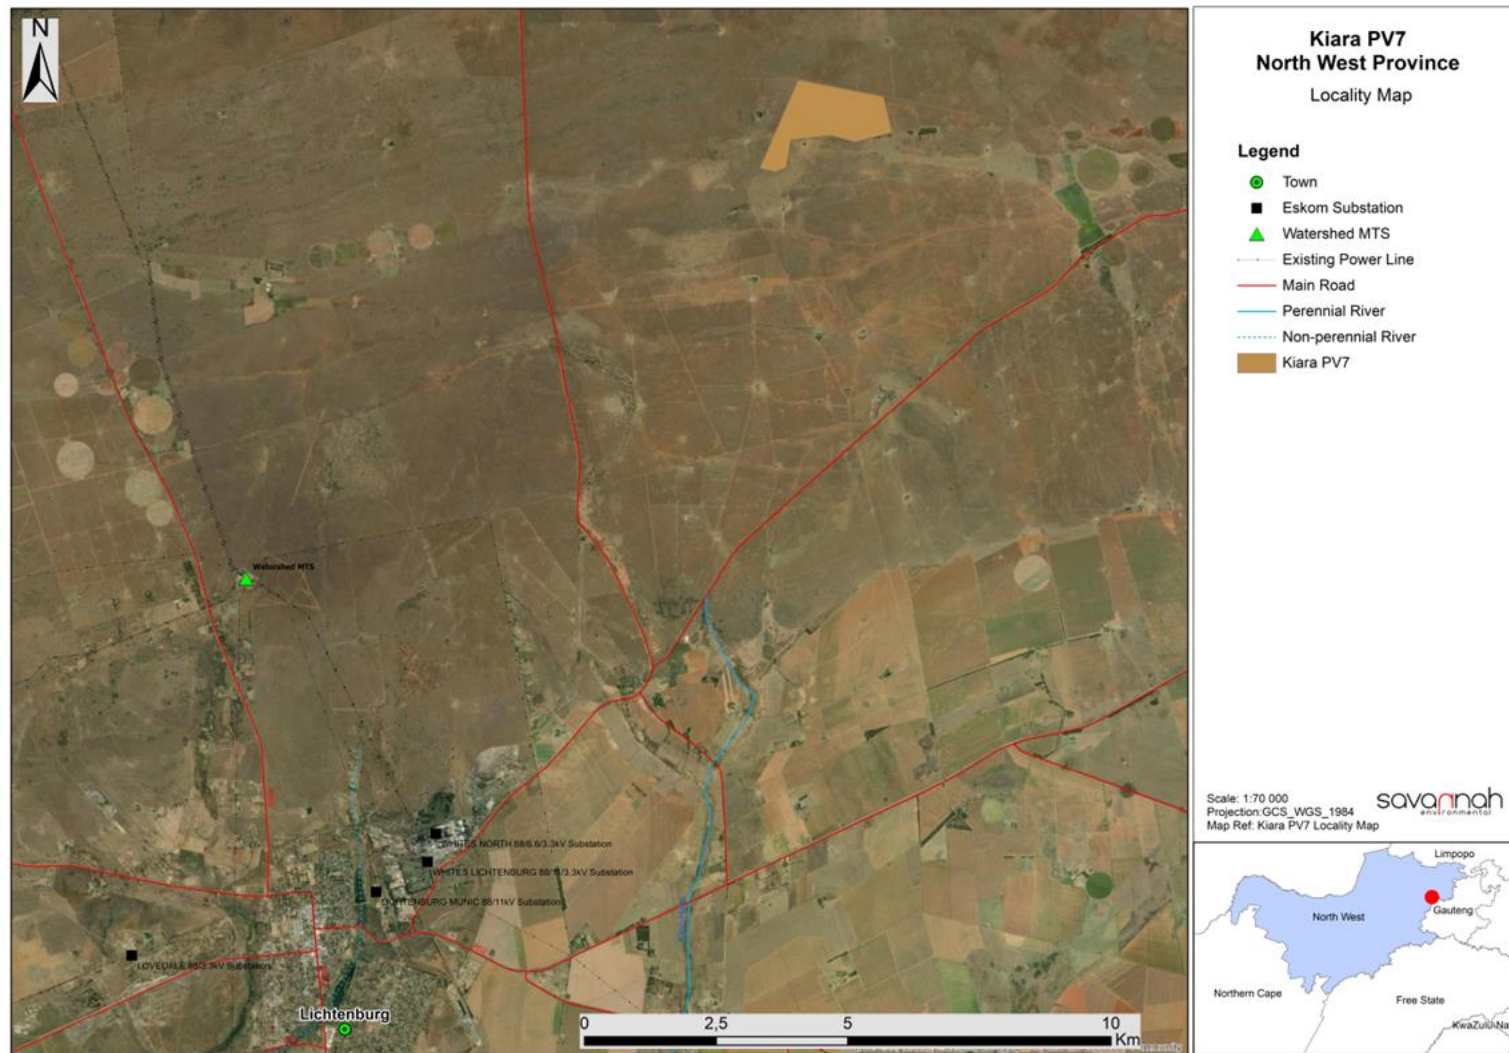 N
Watershed MTS
WHITES NORTH 88/6.6/3.3kV Substation
WHITES LICHTENBURG 88/11/3.3kV Substation
LICHTENBURG MUNIC 88/11kV Substation
LOVEDALE 88/3.3kV Substation
Lichtenburg
0 2,5 5 10
Km
Kiara PV7
North West Province
Locality Map
Legend
Town
Eskom Substation
Watershed MTS
Existing Power Line
Main Road
Perennial River
Non-perennial River
Kiara PV7
Scale: 1:70 000
Projection:GCS_WGS_1984
Map Ref: Kiara PV7 Locality Map
savannah
environmental
Limpopo
North West
Gauteng
Northern Cape
Free State
KwaZulu-Na